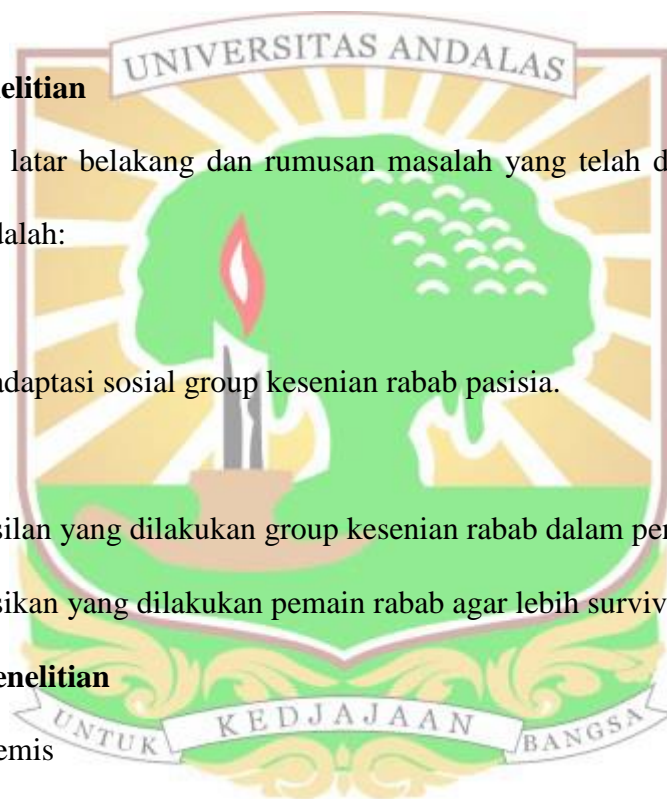 UNIVERSITAS ANDALAS
elitian
latar belakang dan rumusan masalah yang telah d
dalah:
adaptasi sosial group kesenian rabab pasisia.
silan yang dilakukan group kesenian rabab dalam per
sikan yang dilakukan pemain rabab agar lebih surviv
enelitian
UNTUK KEDJAJAAN BANGSA
emis